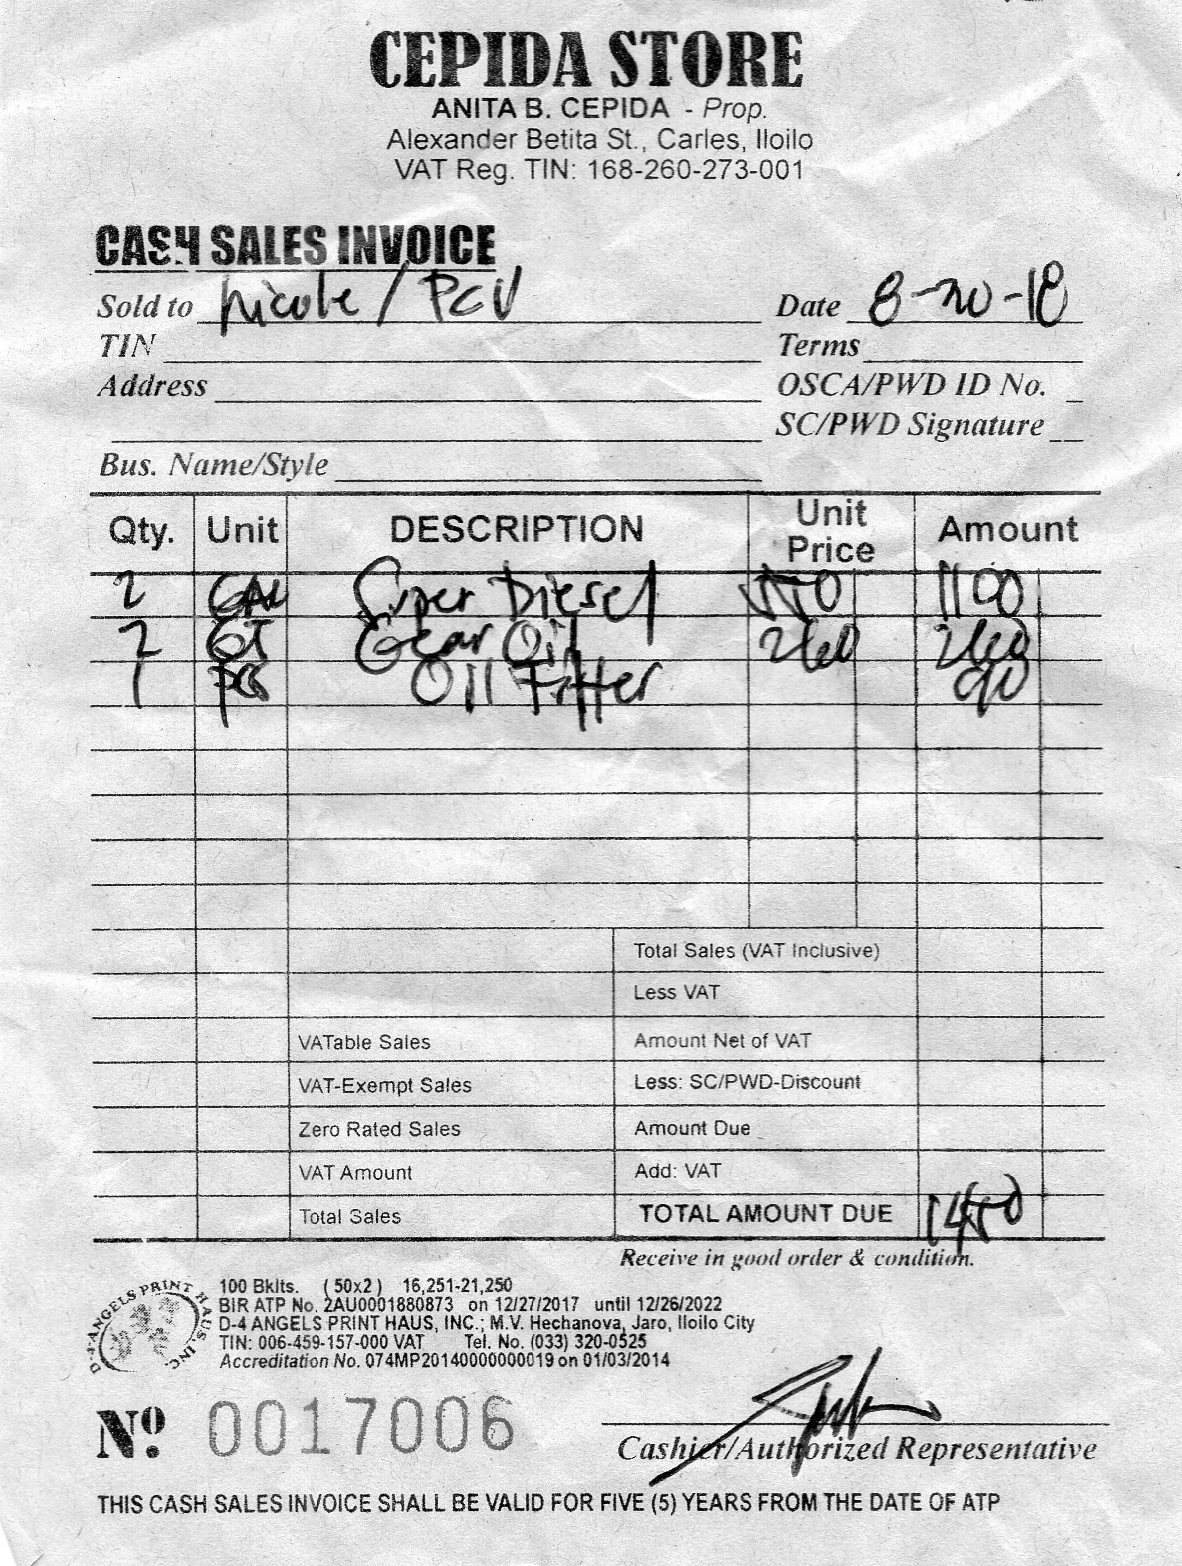 CEPIDA STORE
ANITA B. CEPIDA - Prop.
Alexander Betita St., Carles, Iloilo
VAT Reg. TIN: 168-260-273-001
CASH SALES INVOICE
Sold to Nicole / PCV Date 8-20-18
TIN Terms
Address OSCA/PWD ID No.
SC/PWD Signature
Bus. Name/Style
Qty. Unit DESCRIPTION Unit Price Amount
2 GAL Super Diesel 550 1100
2 Gear Oil 260 260
1 pcs Oil Filter 90
Total Sales (VAT Inclusive)
Less VAT
VATable Sales Amount Net of VAT
VAT-Exempt Sales Less: SC/PWD-Discount
Zero Rated Sales Amount Due
VAT Amount Add: VAT
Total Sales TOTAL AMOUNT DUE 1450
Receive in good order & condition.
D-4-ANGELS PRINT HAUS, INC.
100 Bklts. (50x2) 16,251-21,250
BIR ATP No. 2AU0001880873 on 12/27/2017 until 12/26/2022
D-4 ANGELS PRINT HAUS, INC.; M.V. Hechanova, Jaro, Iloilo City
TIN: 006-459-157-000 VAT Tel. No. (033) 320-0525
Accreditation No. 074MP20140000000019 on 01/03/2014
Nº. 0017006
Cashier/Authorized Representative
THIS CASH SALES INVOICE SHALL BE VALID FOR FIVE (5) YEARS FROM THE DATE OF ATP